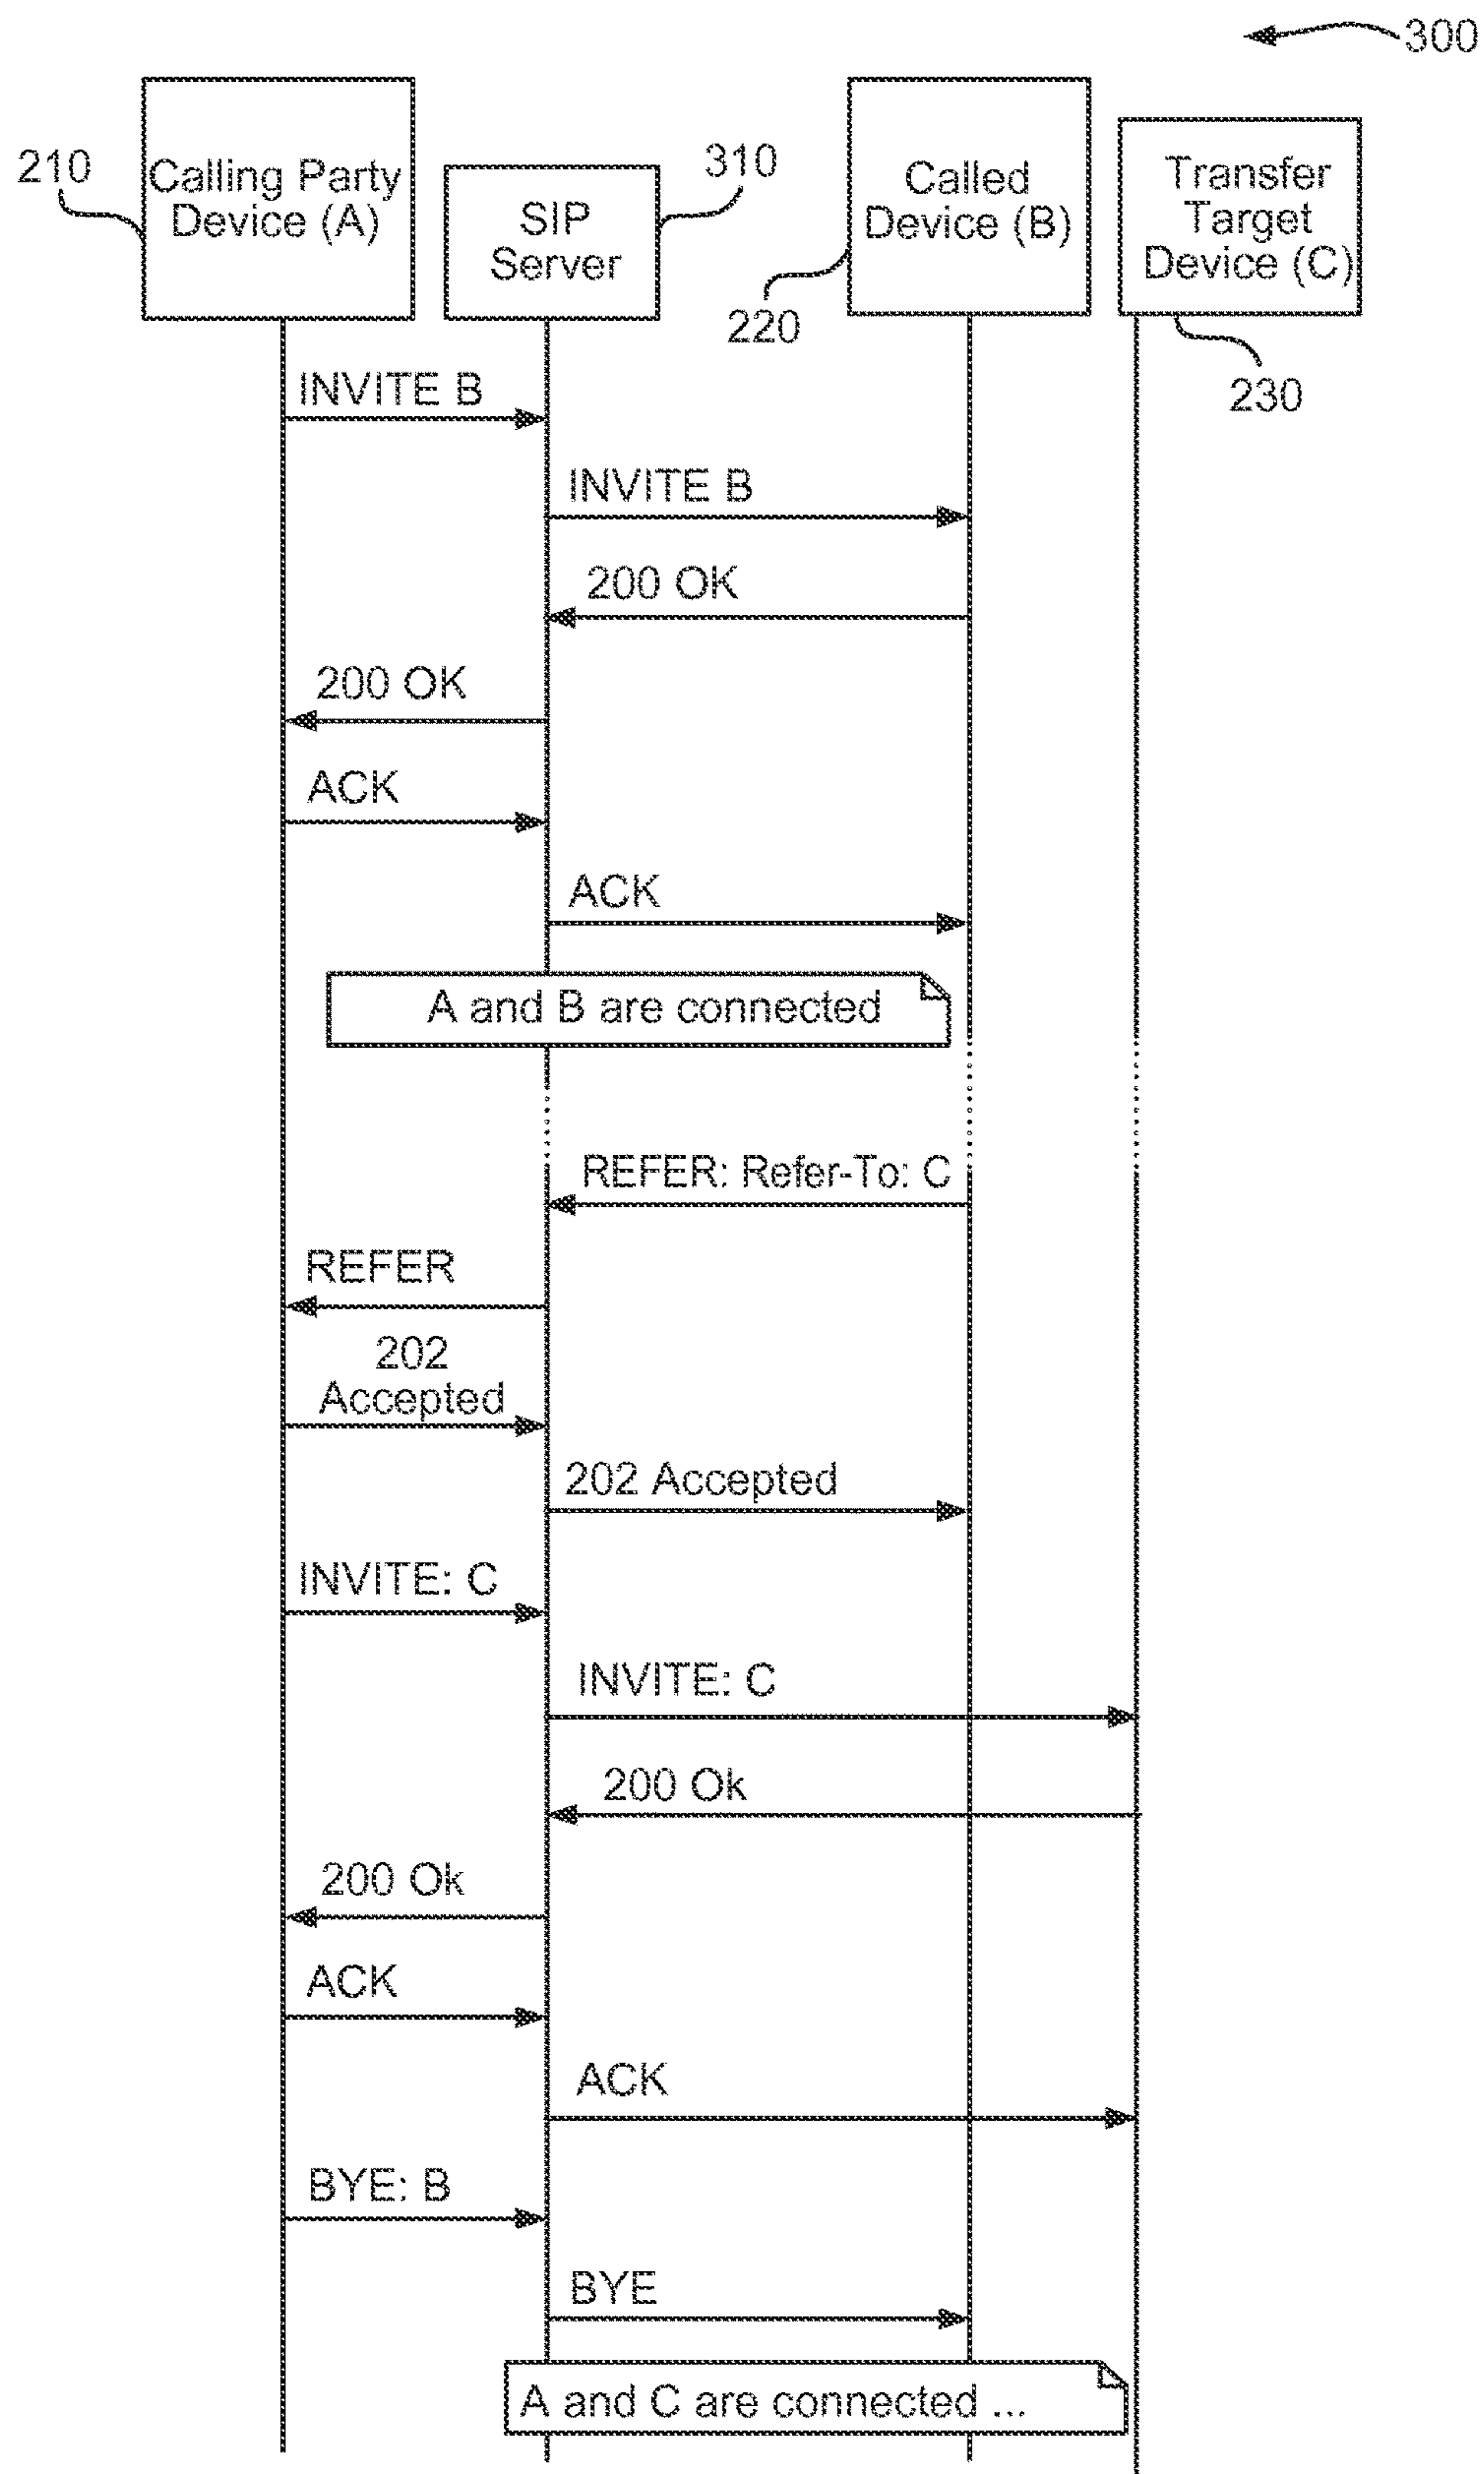 300
210
Calling Party
Device (A)
SIP
Server
310
Called
Device (B)
220
Transfer
Target
Device (C)
230
INVITE B
INVITE B
200 OK
200 OK
ACK
ACK
A and B are connected
REFER: Refer-To: C
REFER
202
Accepted
202 Accepted
INVITE: C
INVITE: C
200 Ok
200 Ok
ACK
ACK
BYE: B
BYE
A and C are connected ...